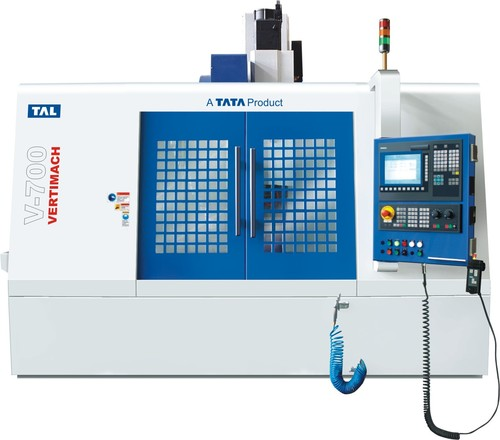 TAL
A TATA Product
V-700
VERTIMACH